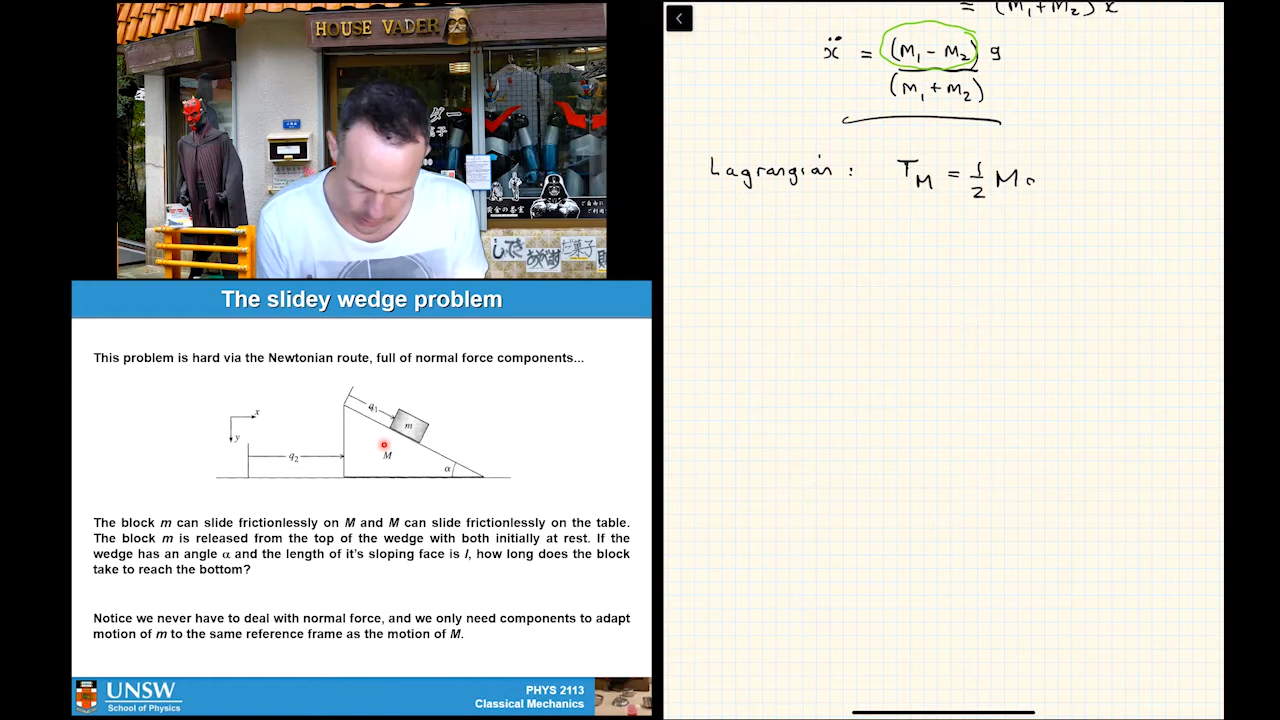 HOUSE VADER
The slidey wedge problem
This problem is hard via the Newtonian route, full of normal force components...
x
y
q₁
m
q₂
M
α
The block m can slide frictionlessly on M and M can slide frictionlessly on the table.
The block m is released from the top of the wedge with both initially at rest. If the
wedge has an angle α and the length of it's sloping face is l, how long does the block
take to reach the bottom?
Notice we never have to deal with normal force, and we only need components to adapt
motion of m to the same reference frame as the motion of M.
UNSW
School of Physics
PHYS 2113
Classical Mechanics
= (M₁+M₂) ẍ
ẍ = (M₁ - M₂) g
(M₁ + M₂)
Lagrangian : T_M = 1/2 M